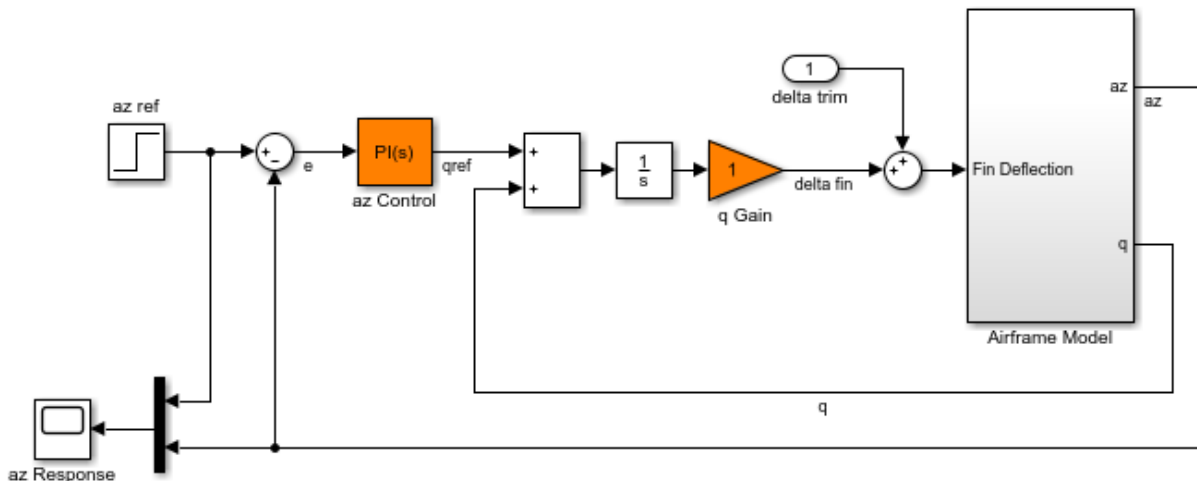 az ref
+
−
e
PI(s)
az Control
qref
+
+
1
s
1
q Gain
delta fin
1
delta trim
+
+
Fin Deflection
az
az
q
Airframe Model
q
az Response